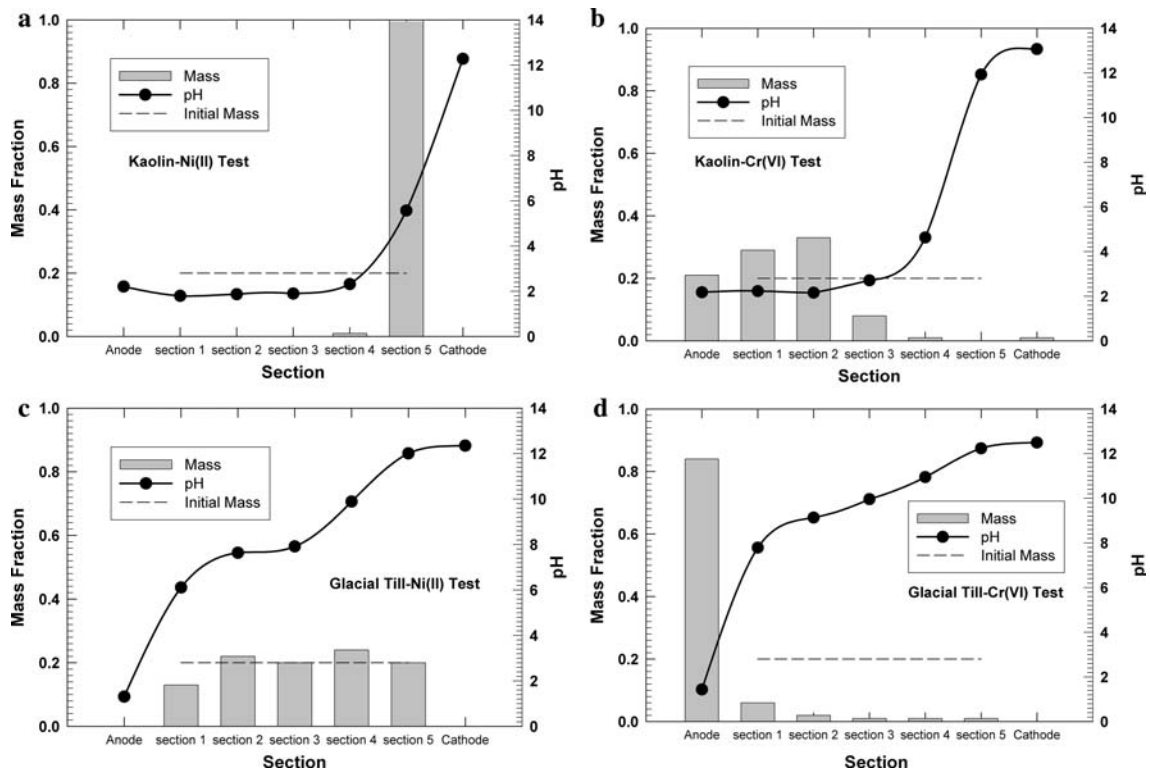 a
Mass
pH
Initial Mass
Kaolin-Ni(II) Test
Mass Fraction
1.0
0.8
0.6
0.4
0.2
0.0
14
12
10
8
6
4
2
0
pH
Anode section 1 section 2 section 3 section 4 section 5 Cathode
Section
b
Mass
pH
Initial Mass
Kaolin-Cr(VI) Test
Mass Fraction
1.0
0.8
0.6
0.4
0.2
0.0
14
12
10
8
6
4
2
0
pH
Anode section 1 section 2 section 3 section 4 section 5 Cathode
Section
c
Mass
pH
Initial Mass
Glacial Till-Ni(II) Test
Mass Fraction
1.0
0.8
0.6
0.4
0.2
0.0
14
12
10
8
6
4
2
0
pH
Anode section 1 section 2 section 3 section 4 section 5 Cathode
Section
d
Mass
pH
Initial Mass
Glacial Till-Cr(VI) Test
Mass Fraction
1.0
0.8
0.6
0.4
0.2
0.0
14
12
10
8
6
4
2
0
pH
Anode section 1 section 2 section 3 section 4 section 5 Cathode
Section